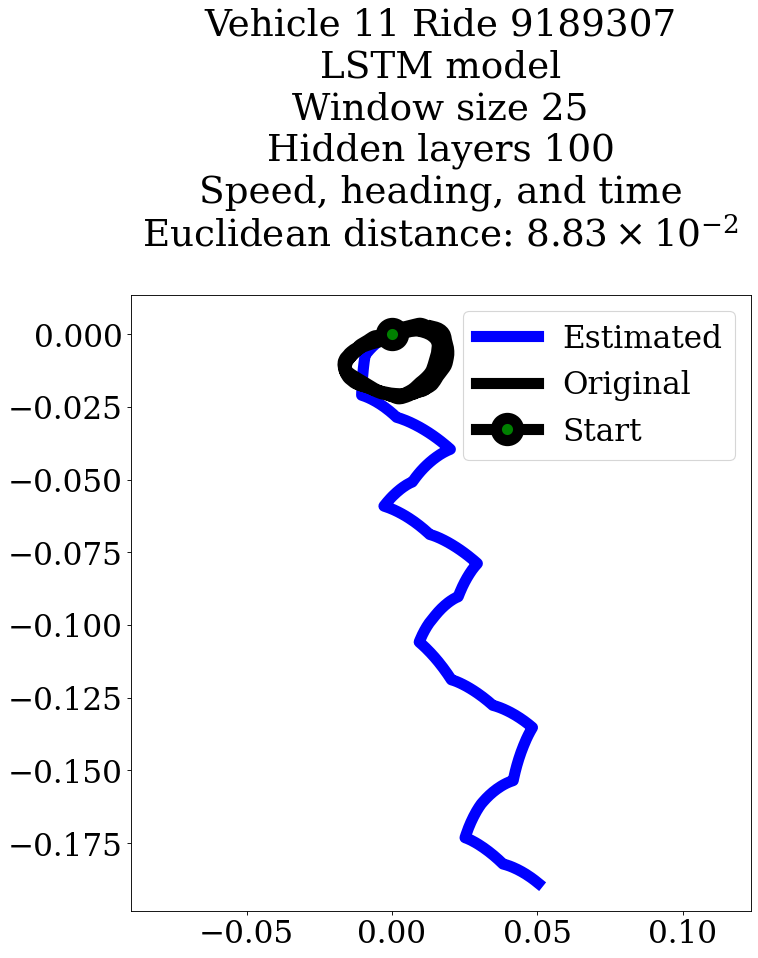 Vehicle 11 Ride 9189307
LSTM model
Window size 25
Hidden layers 100
Speed, heading, and time
Euclidean distance: 8.83 × 10⁻²
Estimated
Original
Start
0.000
−0.025
−0.050
−0.075
−0.100
−0.125
−0.150
−0.175
−0.05 0.00 0.05 0.10